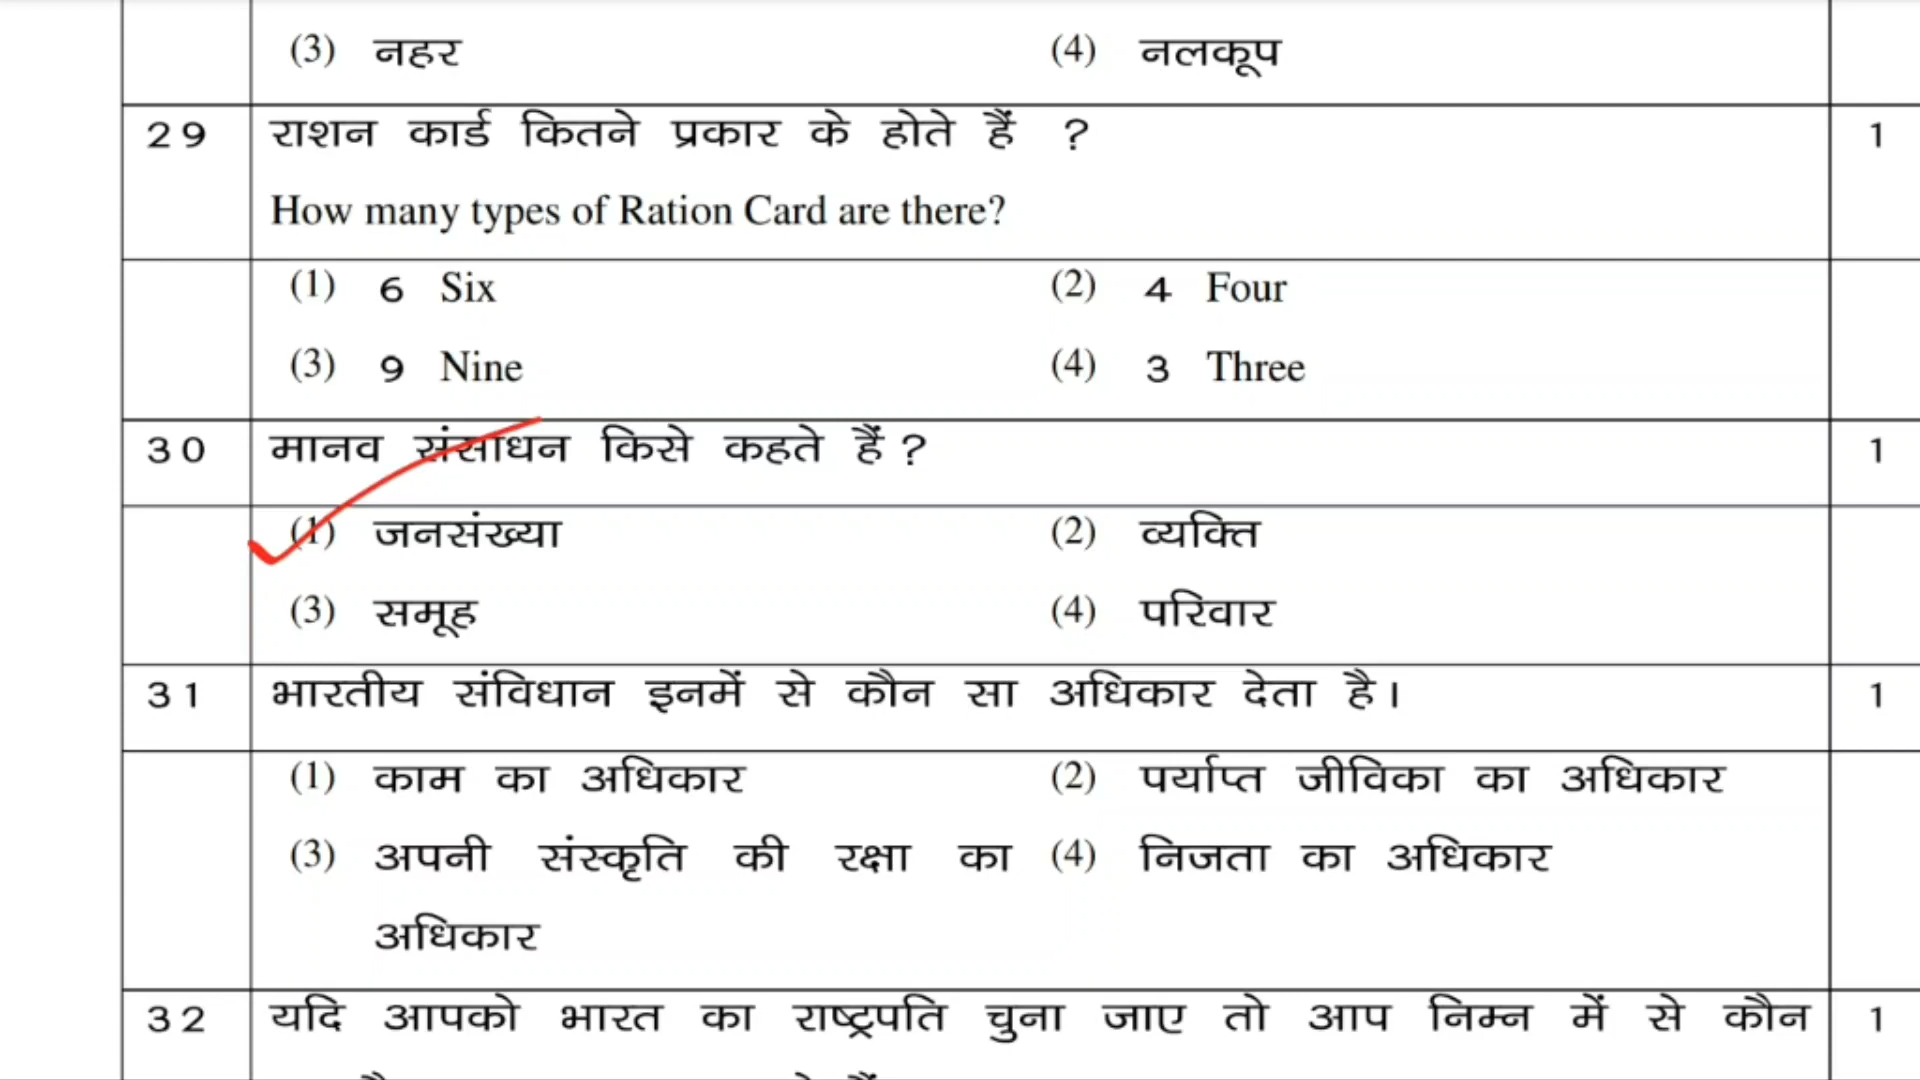 (3) नहर (4) नलकूप
29 राशन कार्ड कितने प्रकार के होते हैं ? 1
How many types of Ration Card are there?
(1) 6 Six (2) 4 Four
(3) 9 Nine (4) 3 Three
30 मानव संसाधन किसे कहते हैं ? 1
(1) जनसंख्या (2) व्यक्ति
(3) समूह (4) परिवार
31 भारतीय संविधान इनमें से कौन सा अधिकार देता है। 1
(1) काम का अधिकार (2) पर्याप्त जीविका का अधिकार
(3) अपनी संस्कृति की रक्षा का (4) निजता का अधिकार
अधिकार
32 यदि आपको भारत का राष्ट्रपति चुना जाए तो आप निम्न में से कौन 1